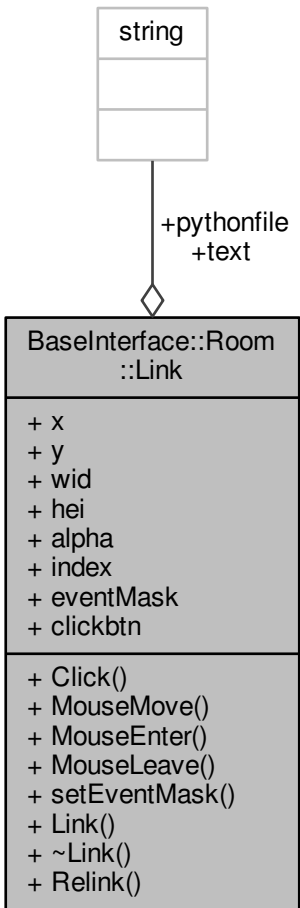 string
+pythonfile
+text
BaseInterface::Room
::Link
+ x
+ y
+ wid
+ hei
+ alpha
+ index
+ eventMask
+ clickbtn
+ Click()
+ MouseMove()
+ MouseEnter()
+ MouseLeave()
+ setEventMask()
+ Link()
+ ~Link()
+ Relink()